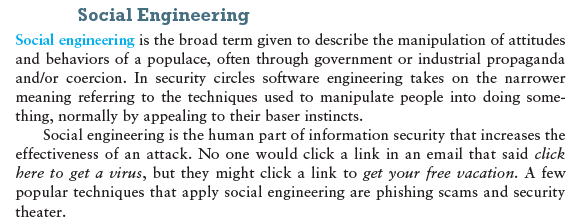 Social Engineering
Social engineering is the broad term given to describe the manipulation of attitudes
and behaviors of a populace, often through government or industrial propaganda
and/or coercion. In security circles software engineering takes on the narrower
meaning referring to the techniques used to manipulate people into doing some-
thing, normally by appealing to their baser instincts.
Social engineering is the human part of information security that increases the
effectiveness of an attack. No one would click a link in an email that said click
here to get a virus, but they might click a link to get your free vacation. A few
popular techniques that apply social engineering are phishing scams and security
theater.